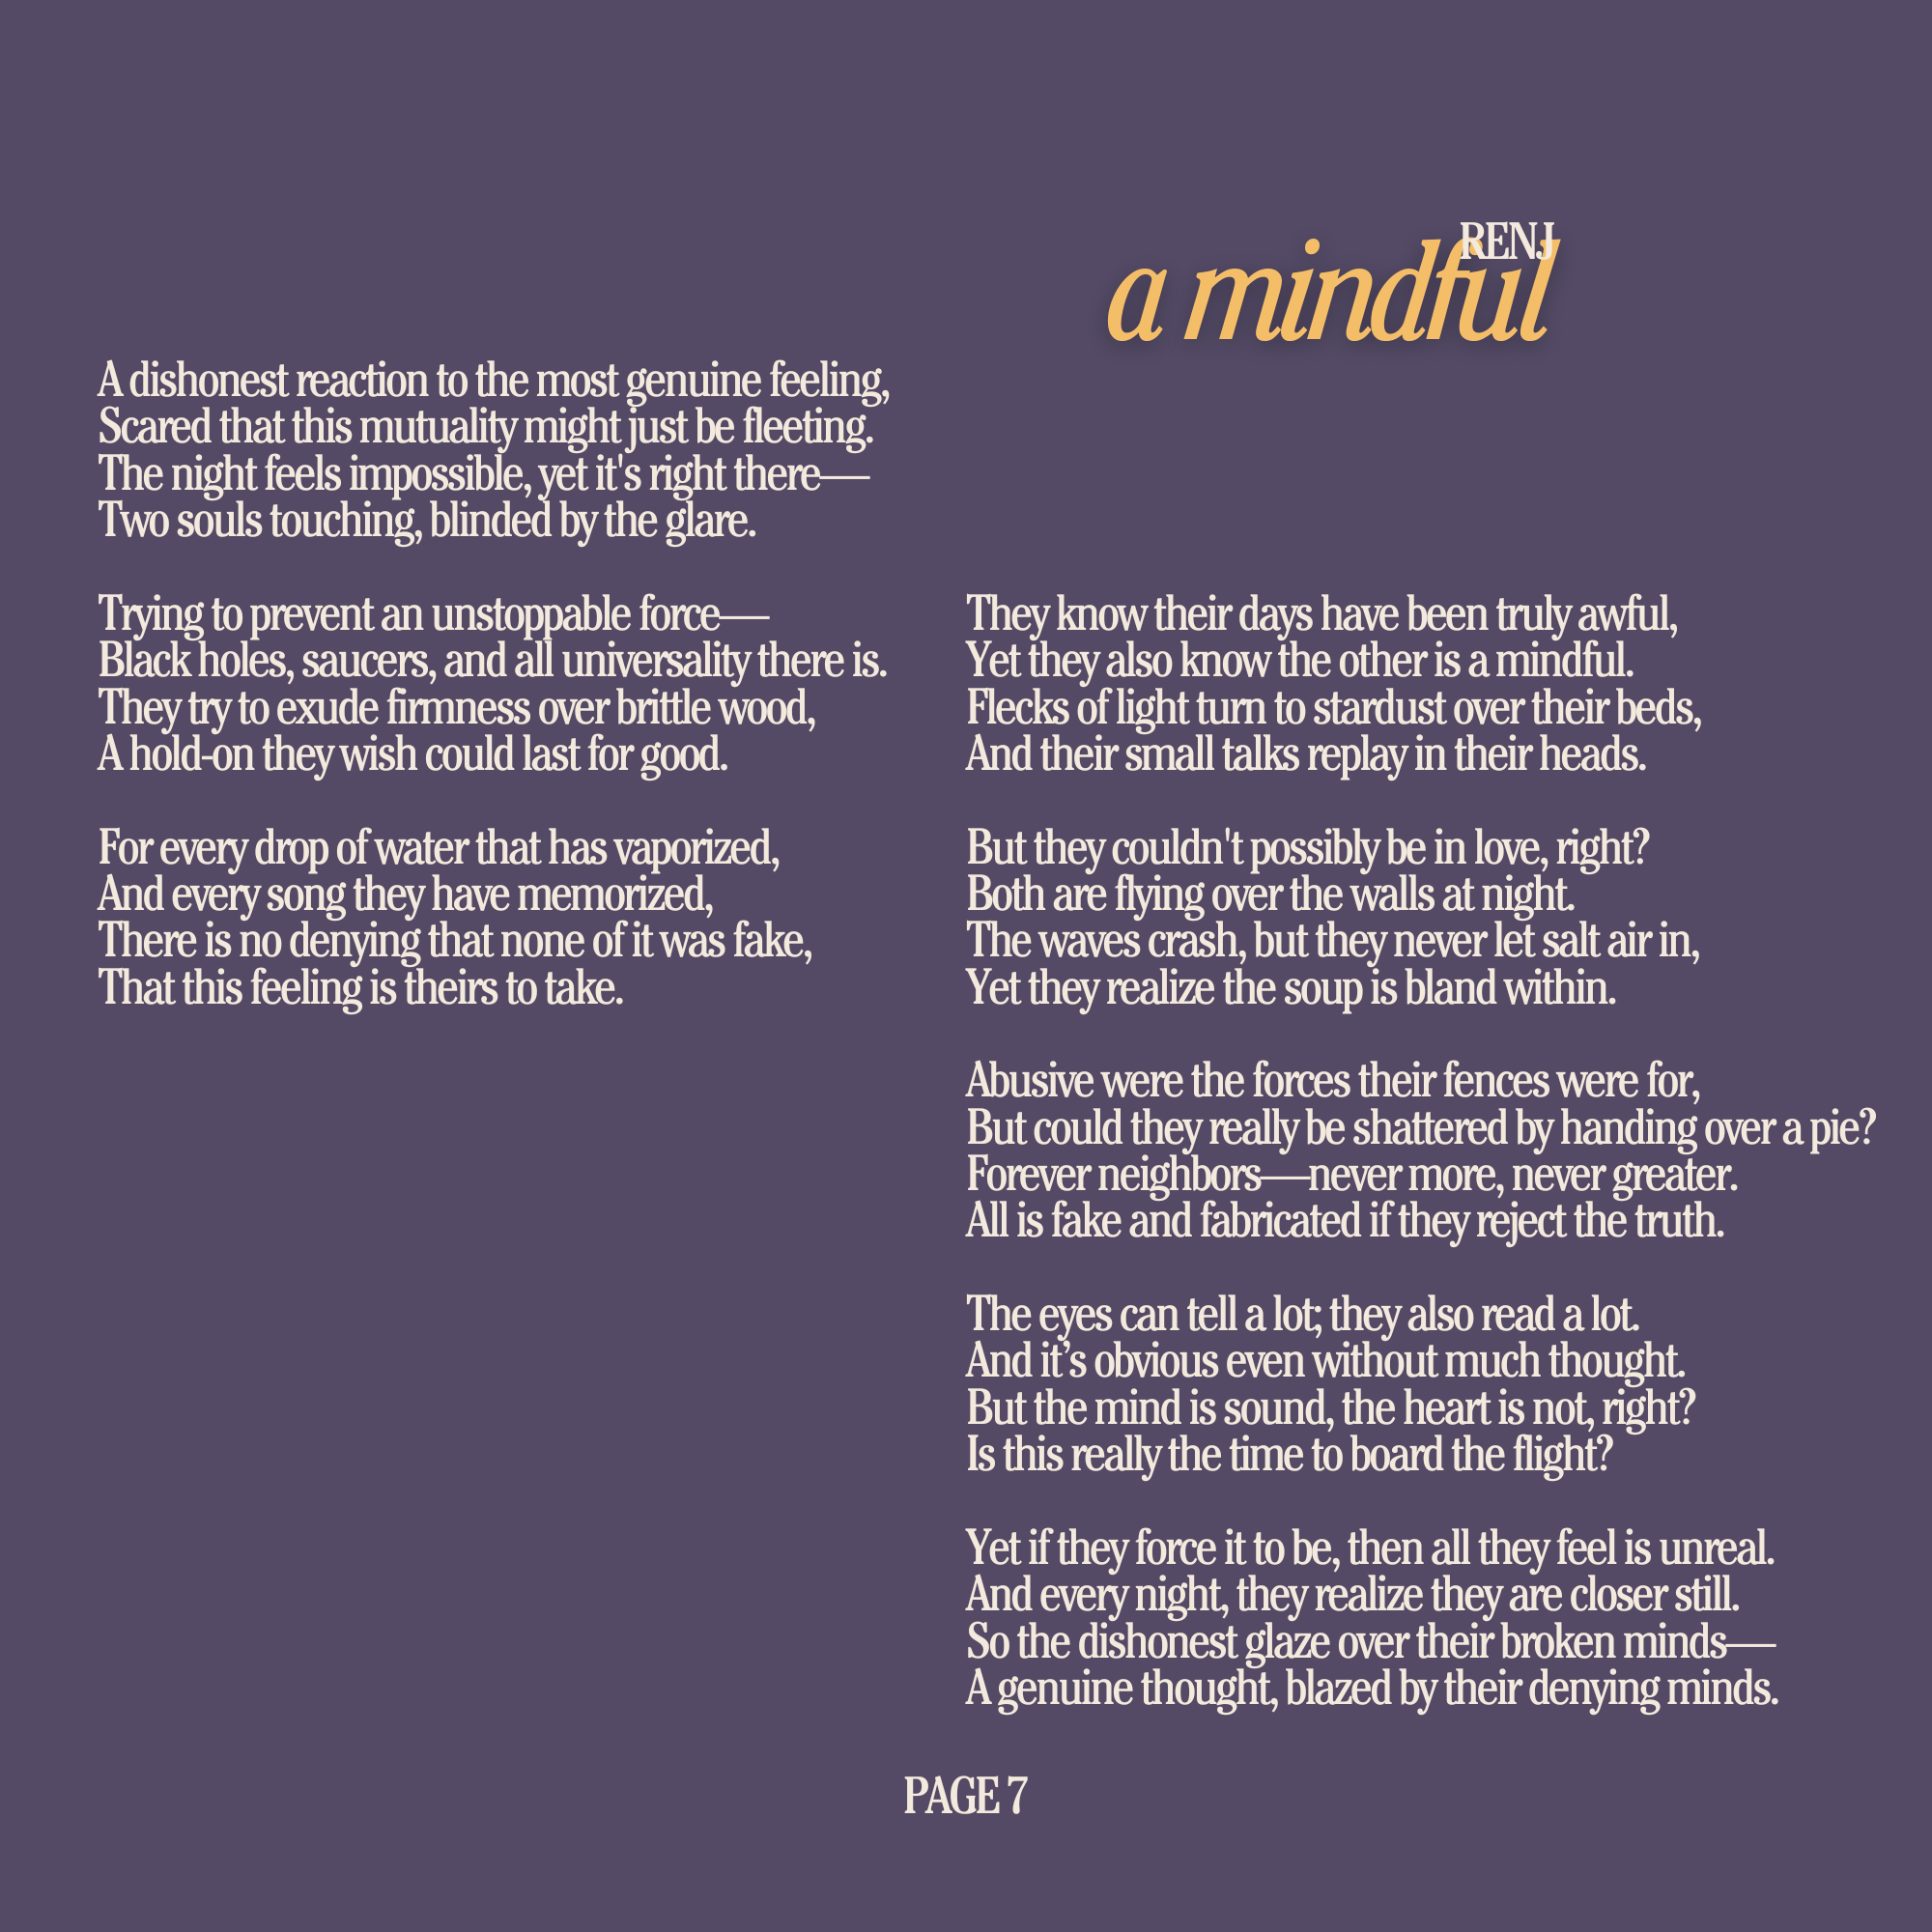 RENJ
a mindful
A dishonest reaction to the most genuine feeling,
Scared that this mutuality might just be fleeting.
The night feels impossible, yet it's right there—
Two souls touching, blinded by the glare.
Trying to prevent an unstoppable force—
Black holes, saucers, and all universality there is.
They try to exude firmness over brittle wood,
A hold-on they wish could last for good.
For every drop of water that has vaporized,
And every song they have memorized,
There is no denying that none of it was fake,
That this feeling is theirs to take.
They know their days have been truly awful,
Yet they also know the other is a mindful.
Flecks of light turn to stardust over their beds,
And their small talks replay in their heads.
But they couldn't possibly be in love, right?
Both are flying over the walls at night.
The waves crash, but they never let salt air in,
Yet they realize the soup is bland within.
Abusive were the forces their fences were for,
But could they really be shattered by handing over a pie?
Forever neighbors—never more, never greater.
All is fake and fabricated if they reject the truth.
The eyes can tell a lot; they also read a lot.
And it’s obvious even without much thought.
But the mind is sound, the heart is not, right?
Is this really the time to board the flight?
Yet if they force it to be, then all they feel is unreal.
And every night, they realize they are closer still.
So the dishonest glaze over their broken minds—
A genuine thought, blazed by their denying minds.
PAGE 7